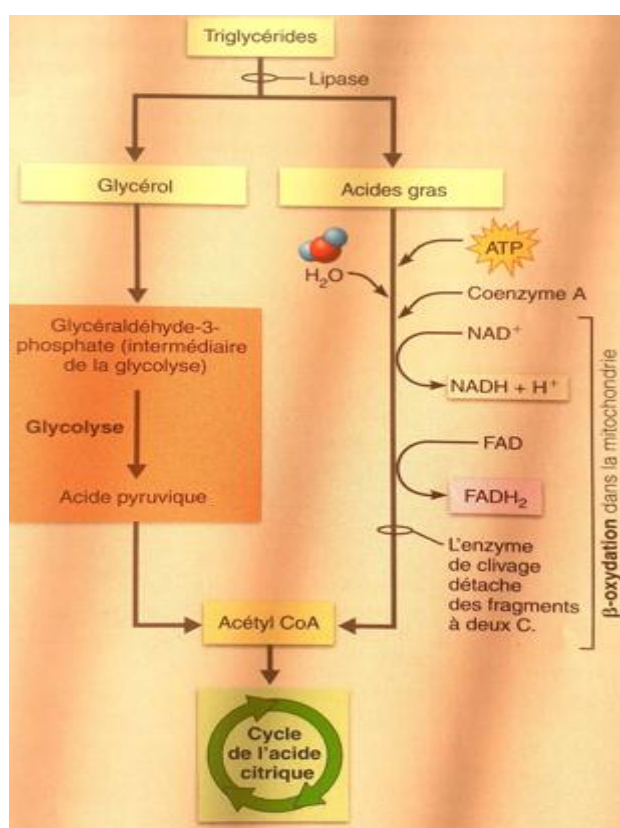 Triglycérides
Lipase
Glycérol
Acides gras
ATP
H₂O
Coenzyme A
Glycéraldéhyde-3-
phosphate (intermédiaire
de la glycolyse)
NAD⁺
NADH + H⁺
Glycolyse
FAD
Acide pyruvique
FADH₂
L'enzyme
de clivage
détache
des fragments
à deux C.
β-oxydation dans la mitochondrie
Acétyl CoA
Cycle
de l'acide
citrique